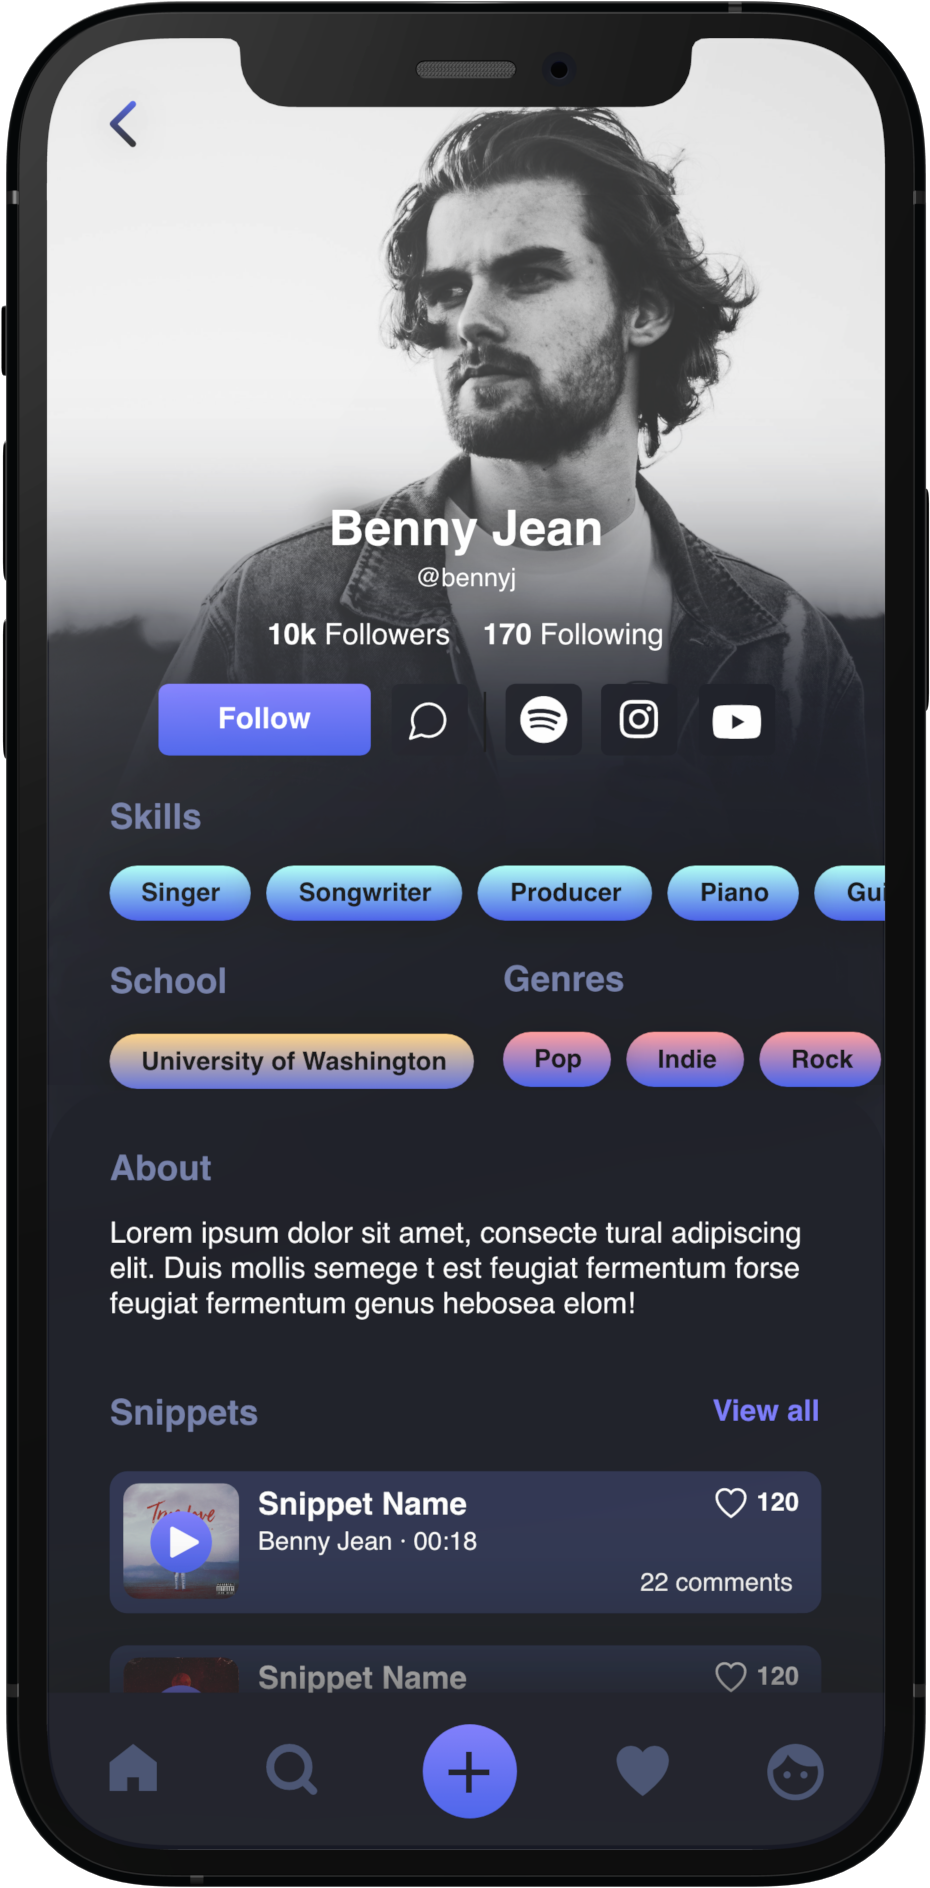 Benny Jean
@bennyj
10k Followers 170 Following
Follow
Skills
Singer Songwriter Producer Piano Gui
School Genres
University of Washington Pop Indie Rock
About
Lorem ipsum dolor sit amet, consecte tural adipiscing
elit. Duis mollis semege t est feugiat fermentum forse
feugiat fermentum genus hebosea elom!
Snippets View all
Snippet Name 120
Benny Jean · 00:18
22 comments
Snippet Name 120